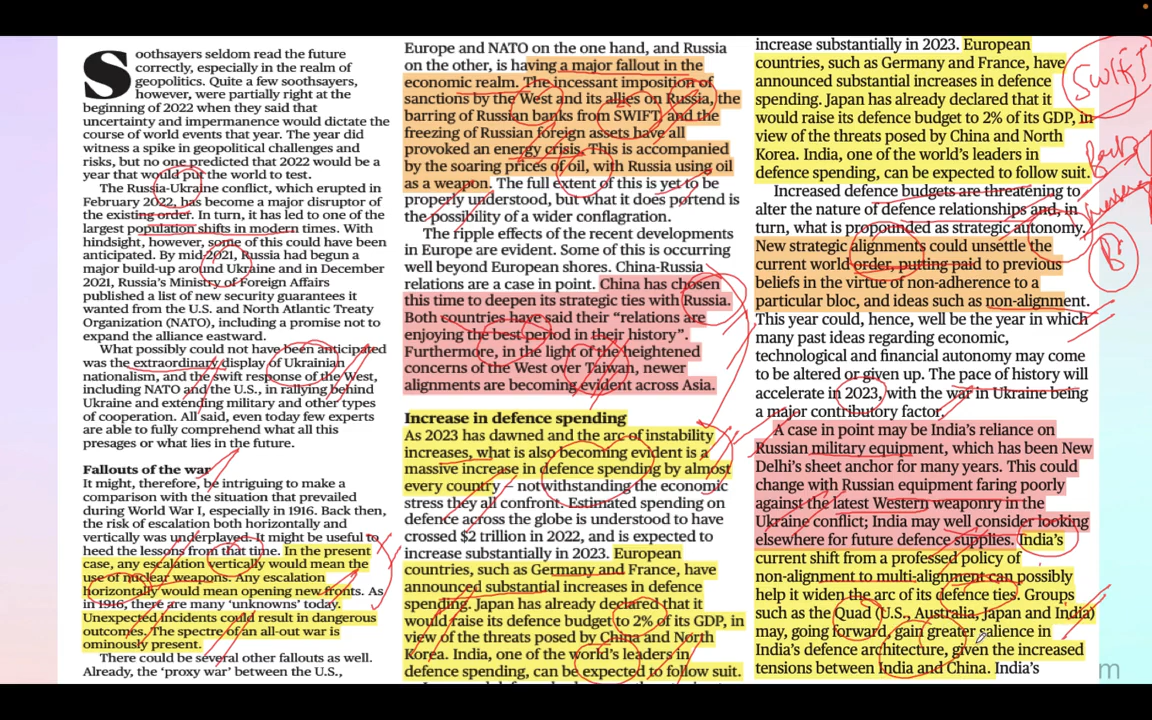 Soothsayers seldom read the future
correctly, especially in the realm of
geopolitics. Quite a few soothsayers,
however, were partially right at the
beginning of 2022 when they said that
uncertainty and impermanence would dictate the
course of world events that year. The year did
witness a spike in geopolitical challenges and
risks, but no one predicted that 2022 would be a
year that would put the world to test.
The Russia-Ukraine conflict, which erupted in
February 2022, has become a major disruptor of
the existing order. In turn, it has led to one of the
largest population shifts in modern times. With
hindsight, however, some of this could have been
anticipated. By mid-2021, Russia had begun a
major build-up around Ukraine and in December
2021, Russia's Ministry of Foreign Affairs
published a list of new security guarantees it
wanted from the U.S. and North Atlantic Treaty
Organization (NATO), including a promise not to
expand the alliance eastward.
What possibly could not have been anticipated
was the extraordinary display of Ukrainian
nationalism, and the swift response of the West,
including NATO and the U.S., in rallying behind
Ukraine and extending military and other types
of cooperation. All said, even today few experts
are able to fully comprehend what all this
presages or what lies in the future.
Fallouts of the war
It might, therefore, be intriguing to make a
comparison with the situation that prevailed
during World War I, especially in 1916. Back then,
the risk of escalation both horizontally and
vertically was underplayed. It might be useful to
heed the lessons from that time. In the present
case, any escalation vertically would mean the
use of nuclear weapons. Any escalation
horizontally would mean opening new fronts. As
in 1916, there are many 'unknowns' today.
Unexpected incidents could result in dangerous
outcomes. The spectre of an all-out war is
ominously present.
There could be several other fallouts as well.
Already, the 'proxy war' between the U.S.,
Europe and NATO on the one hand, and Russia
on the other, is having a major fallout in the
economic realm. The incessant imposition of
sanctions by the West and its allies on Russia, the
barring of Russian banks from SWIFT, and the
freezing of Russian foreign assets have all
provoked an energy crisis. This is accompanied
by the soaring prices of oil, with Russia using oil
as a weapon. The full extent of this is yet to be
properly understood, but what it does portend is
the possibility of a wider conflagration.
The ripple effects of the recent developments
in Europe are evident. Some of this is occurring
well beyond European shores. China-Russia
relations are a case in point. China has chosen
this time to deepen its strategic ties with Russia.
Both countries have said their "relations are
enjoying the best period in their history".
Furthermore, in the light of the heightened
concerns of the West over Taiwan, newer
alignments are becoming evident across Asia.
Increase in defence spending
As 2023 has dawned and the arc of instability
increases, what is also becoming evident is a
massive increase in defence spending by almost
every country – notwithstanding the economic
stress they all confront. Estimated spending on
defence across the globe is understood to have
crossed $2 trillion in 2022, and is expected to
increase substantially in 2023. European
countries, such as Germany and France, have
announced substantial increases in defence
spending. Japan has already declared that it
would raise its defence budget to 2% of its GDP, in
view of the threats posed by China and North
Korea. India, one of the world's leaders in
defence spending, can be expected to follow suit.
increase substantially in 2023. European
countries, such as Germany and France, have
announced substantial increases in defence
spending. Japan has already declared that it
would raise its defence budget to 2% of its GDP, in
view of the threats posed by China and North
Korea. India, one of the world's leaders in
defence spending, can be expected to follow suit.
Increased defence budgets are threatening to
alter the nature of defence relationships and, in
turn, what is propounded as strategic autonomy.
New strategic alignments could unsettle the
current world order, putting paid to previous
beliefs in the virtue of non-adherence to a
particular bloc, and ideas such as non-alignment.
This year could, hence, well be the year in which
many past ideas regarding economic,
technological and financial autonomy may come
to be altered or given up. The pace of history will
accelerate in 2023, with the war in Ukraine being
a major contributory factor.
A case in point may be India's reliance on
Russian military equipment, which has been New
Delhi's sheet anchor for many years. This could
change with Russian equipment faring poorly
against the latest Western weaponry in the
Ukraine conflict; India may well consider looking
elsewhere for future defence supplies. India's
current shift from a professed policy of
non-alignment to multi-alignment can possibly
help it widen the arc of its defence ties. Groups
such as the Quad (U.S., Australia, Japan and India)
may, going forward, gain greater salience in
India's defence architecture, given the increased
tensions between India and China. India's
SWIFT